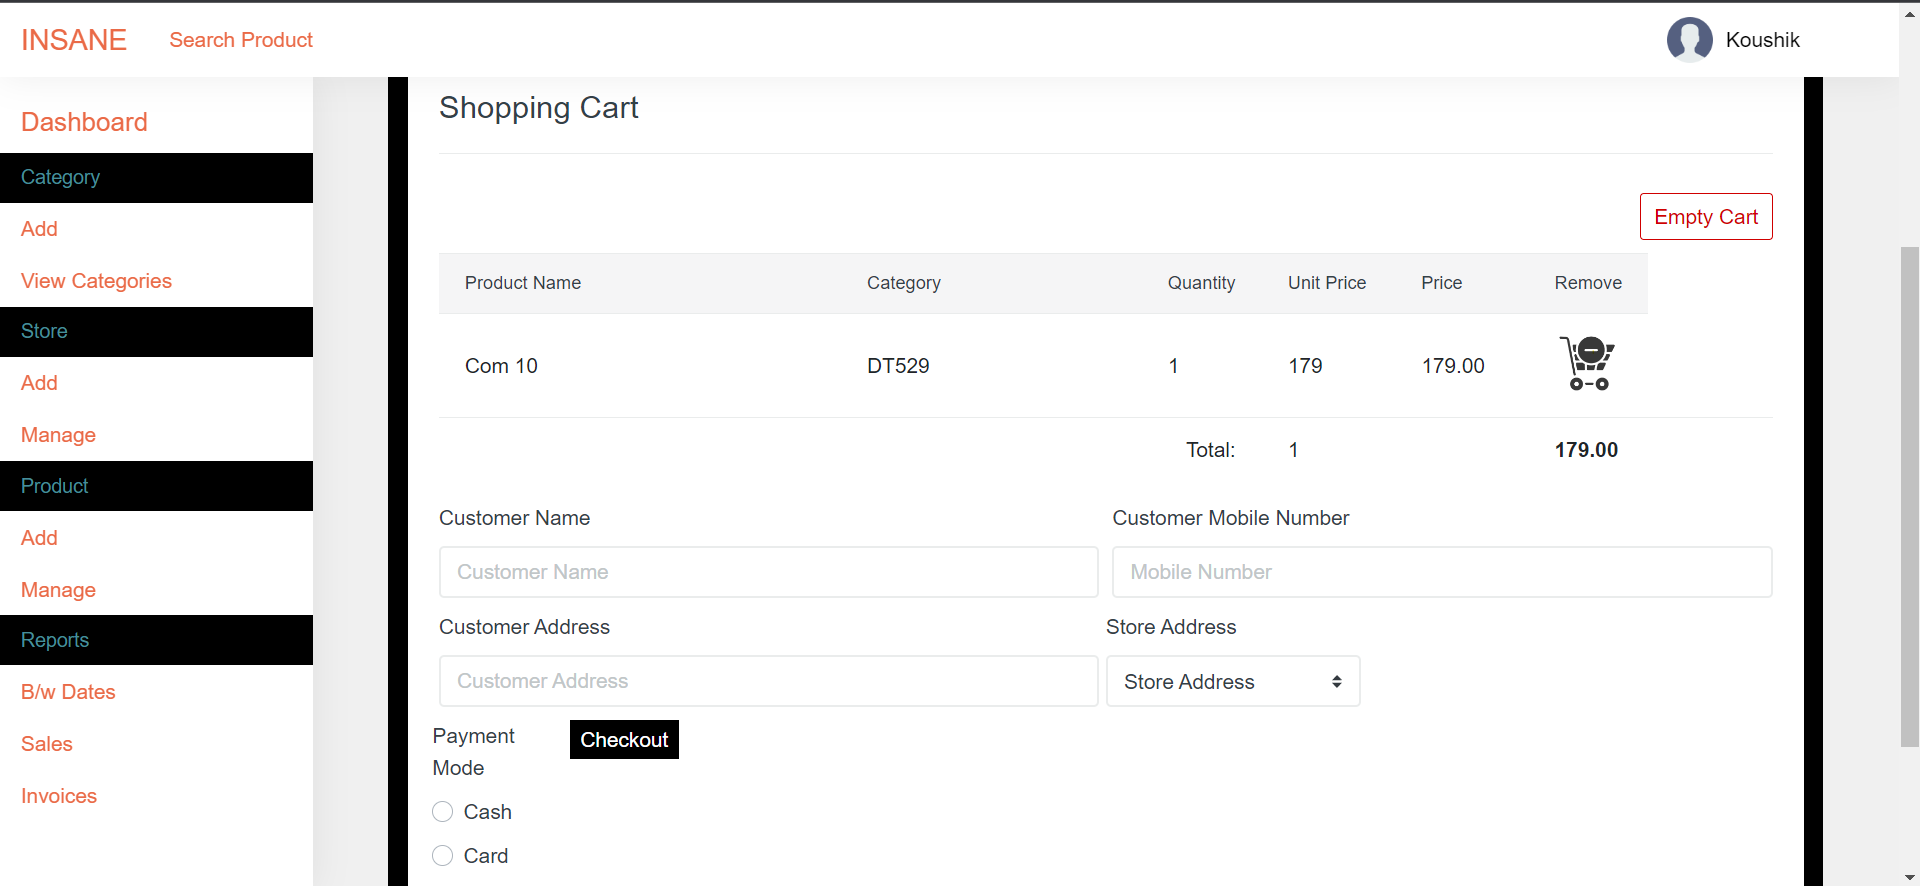 INSANE Search Product Koushik
Dashboard
Category
Add
View Categories
Store
Add
Manage
Product
Add
Manage
Reports
B/w Dates
Sales
Invoices
Shopping Cart
Empty Cart
Product Name Category Quantity Unit Price Price Remove
Com 10 DT529 1 179 179.00
Total: 1 179.00
Customer Name Customer Mobile Number
Customer Name Mobile Number
Customer Address Store Address
Customer Address Store Address
Payment
Mode
Checkout
Cash
Card